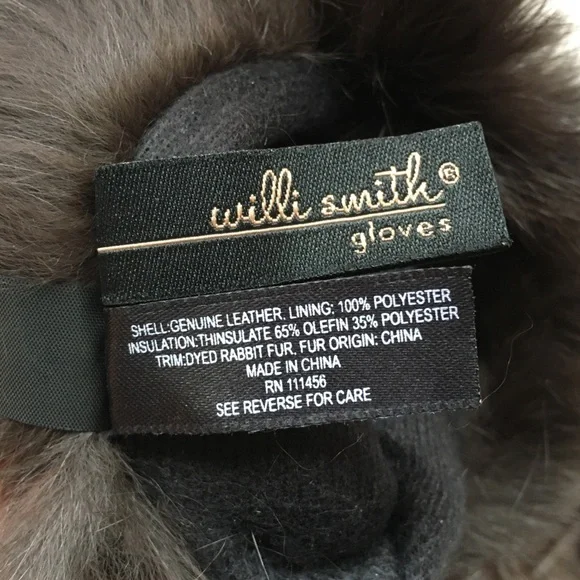 willi smith®
gloves
SHELL:GENUINE LEATHER. LINING: 100% POLYESTER
INSULATION:THINSULATE 65% OLEFIN 35% POLYESTER
TRIM:DYED RABBIT FUR. FUR ORIGIN: CHINA
MADE IN CHINA
RN 111456
SEE REVERSE FOR CARE